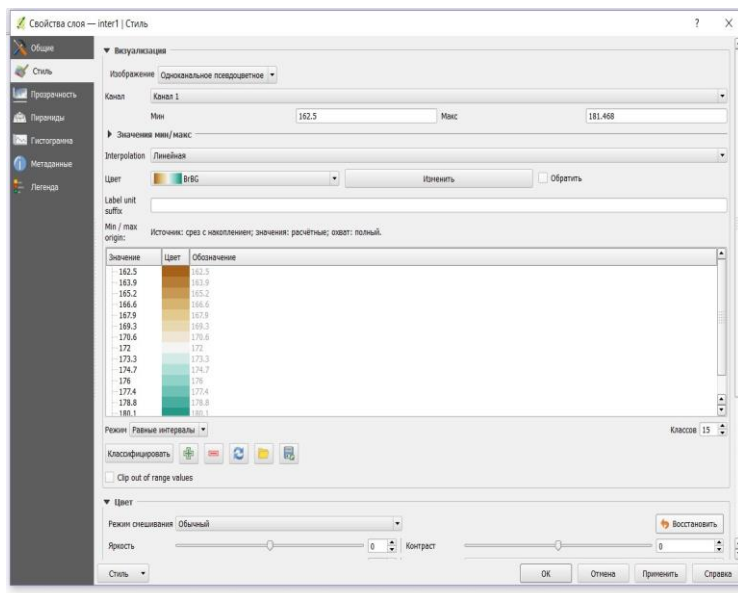 Свойства слоя — inter1 | Стиль
? X
Общие
Стиль
Прозрачность
Пирамиды
Гистограмма
Метаданные
Легенда
Визуализация
Изображение Одноканальное псевдоцветное
Канал Канал 1
Мин 162.5 Макс 181.468
Значения мин/макс
Interpolation Линейная
Цвет BrBG Изменить Обратить
Label unit
suffix
Min / max
origin:
Источник: срез с накоплением; значения: расчётные; охват: полный.
Значение Цвет Обозначение
162.5 162.5
163.9 163.9
165.2 165.2
166.6 166.6
167.9 167.9
169.3 169.3
170.6 170.6
172 172
173.3 173.3
174.7 174.7
176 176
177.4 177.4
178.8 178.8
180.1 180.1
Режим Равные интервалы Классов 15
Классифицировать
Clip out of range values
Цвет
Режим смешивания Обычный Восстановить
Яркость 0 Контраст 0
Стиль OK Отмена Применить Справка